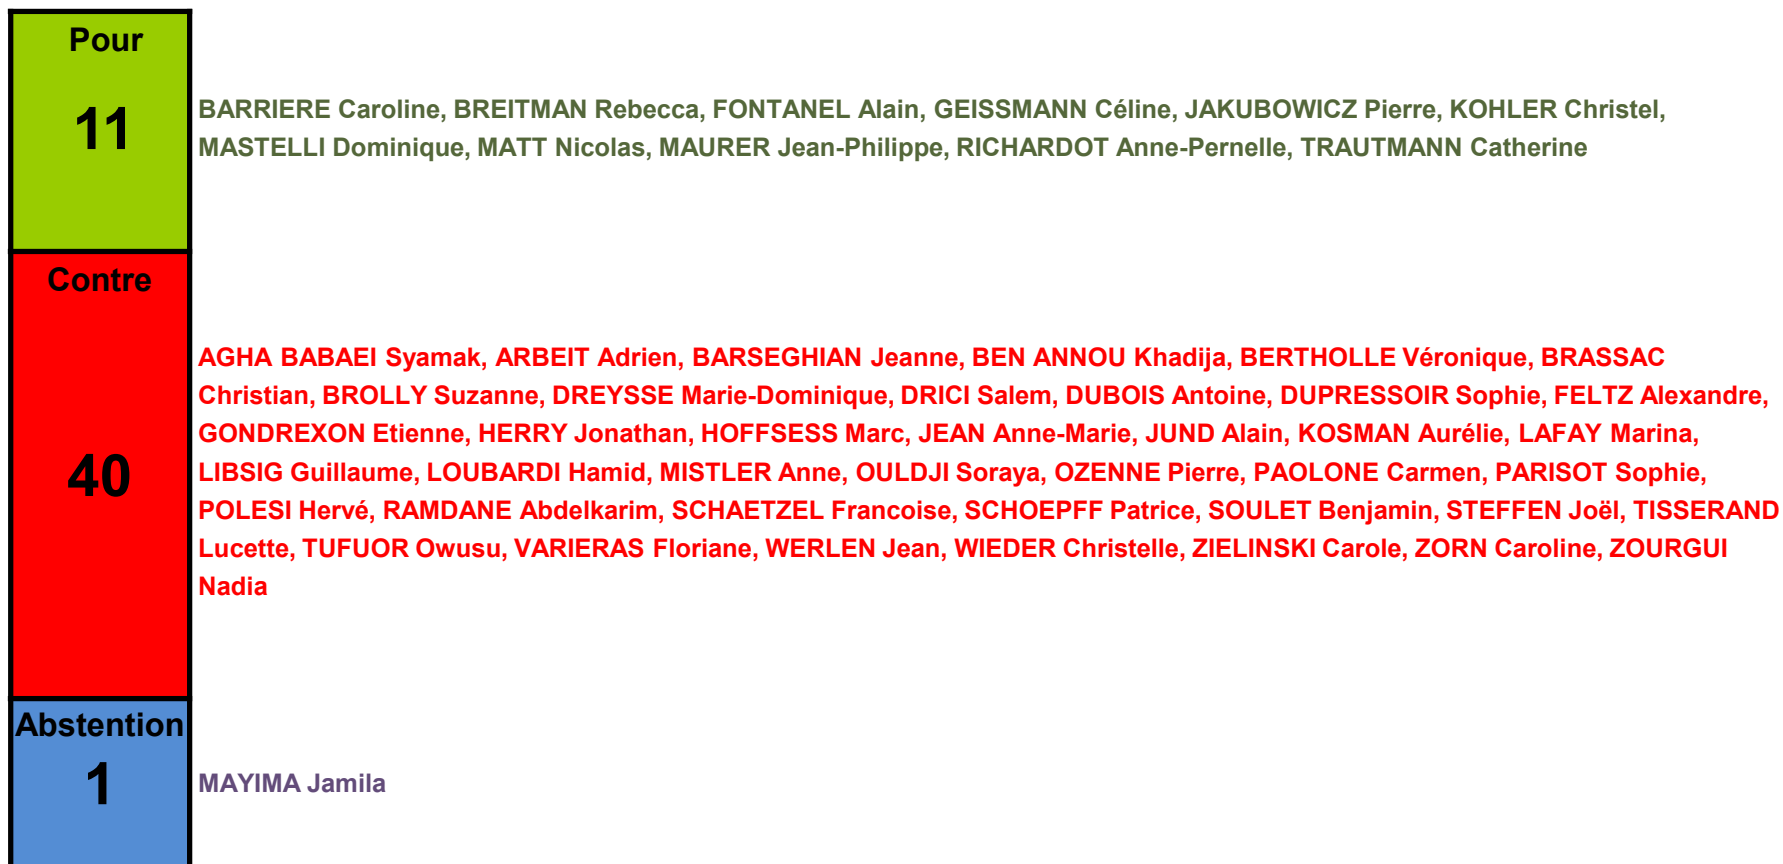 Pour
11
BARRIERE Caroline, BREITMAN Rebecca, FONTANEL Alain, GEISSMANN Céline, JAKUBOWICZ Pierre, KOHLER Christel,
MASTELLI Dominique, MATT Nicolas, MAURER Jean-Philippe, RICHARDOT Anne-Pernelle, TRAUTMANN Catherine
Contre
40
AGHA BABAEI Syamak, ARBEIT Adrien, BARSEGHIAN Jeanne, BEN ANNOU Khadija, BERTHOLLE Véronique, BRASSAC
Christian, BROLLY Suzanne, DREYSSE Marie-Dominique, DRICI Salem, DUBOIS Antoine, DUPRESSOIR Sophie, FELTZ Alexandre,
GONDREXON Etienne, HERRY Jonathan, HOFFSESS Marc, JEAN Anne-Marie, JUND Alain, KOSMAN Aurélie, LAFAY Marina,
LIBSIG Guillaume, LOUBARDI Hamid, MISTLER Anne, OULDJI Soraya, OZENNE Pierre, PAOLONE Carmen, PARISOT Sophie,
POLESI Hervé, RAMDANE Abdelkarim, SCHAETZEL Francoise, SCHOEPFF Patrice, SOULET Benjamin, STEFFEN Joël, TISSERAND
Lucette, TUFUOR Owusu, VARIERAS Floriane, WERLEN Jean, WIEDER Christelle, ZIELINSKI Carole, ZORN Caroline, ZOURGUI
Nadia
Abstention
1
MAYIMA Jamila